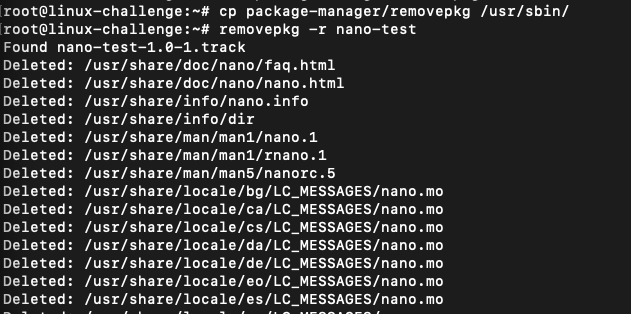 [root@linux-challenge:~# cp package-manager/removepkg /usr/sbin/
[root@linux-challenge:~# removepkg -r nano-test
Found nano-test-1.0-1.track
Deleted: /usr/share/doc/nano/faq.html
Deleted: /usr/share/doc/nano/nano.html
Deleted: /usr/share/info/nano.info
Deleted: /usr/share/info/dir
Deleted: /usr/share/man/man1/nano.1
Deleted: /usr/share/man/man1/rnano.1
Deleted: /usr/share/man/man5/nanorc.5
Deleted: /usr/share/locale/bg/LC_MESSAGES/nano.mo
Deleted: /usr/share/locale/ca/LC_MESSAGES/nano.mo
Deleted: /usr/share/locale/cs/LC_MESSAGES/nano.mo
Deleted: /usr/share/locale/da/LC_MESSAGES/nano.mo
Deleted: /usr/share/locale/de/LC_MESSAGES/nano.mo
Deleted: /usr/share/locale/eo/LC_MESSAGES/nano.mo
Deleted: /usr/share/locale/es/LC_MESSAGES/nano.mo